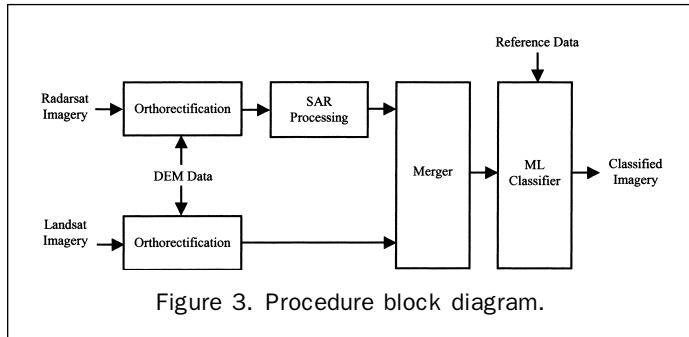 Reference Data
Radarsat
Imagery
Orthorectification
SAR
Processing
DEM Data
Merger
ML
Classifier
Classified
Imagery
Landsat
Imagery
Orthorectification
Figure 3. Procedure block diagram.